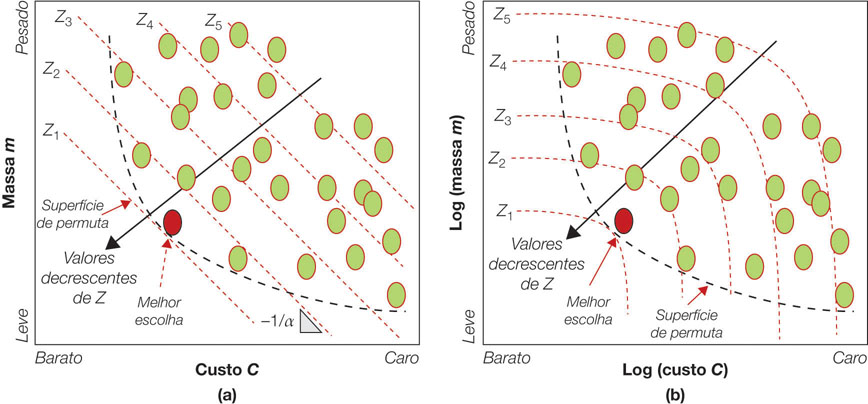 Pesado
Massa m
Leve
Z3
Z4
Z5
Z2
Z1
Superfície
de permuta
Valores
decrescentes
de Z
Melhor
escolha
−1/α
Barato
Custo C
Caro
(a)
Pesado
Log (massa m)
Leve
Z5
Z4
Z3
Z2
Z1
Valores
decrescentes
de Z
Melhor
escolha
Superfície
de permuta
Barato
Log (custo C)
Caro
(b)